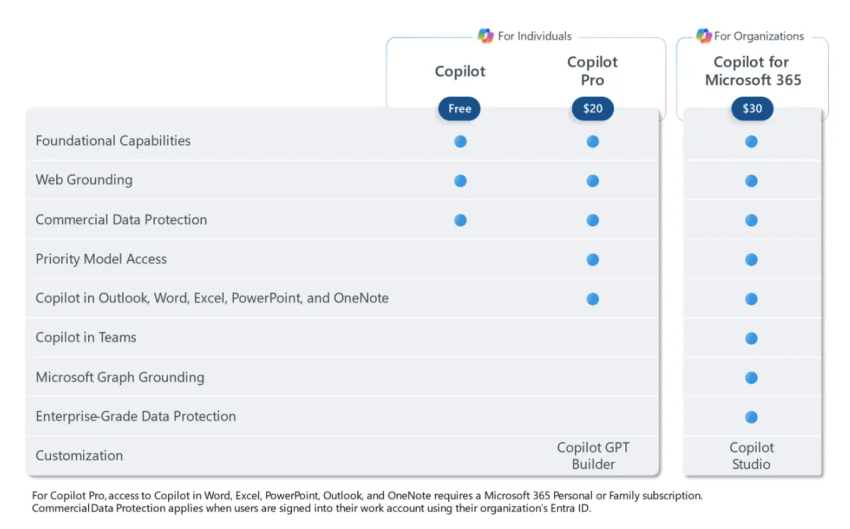 For Individuals
For Organizations
Copilot
Copilot
Pro
Copilot for
Microsoft 365
Free
$20
$30
Foundational Capabilities
Web Grounding
Commercial Data Protection
Priority Model Access
Copilot in Outlook, Word, Excel, PowerPoint, and OneNote
Copilot in Teams
Microsoft Graph Grounding
Enterprise-Grade Data Protection
Customization
Copilot GPT
Builder
Copilot
Studio
For Copilot Pro, access to Copilot in Word, Excel, PowerPoint, Outlook, and OneNote requires a Microsoft 365 Personal or Family subscription.
Commercial Data Protection applies when users are signed into their work account using their organization's Entra ID.